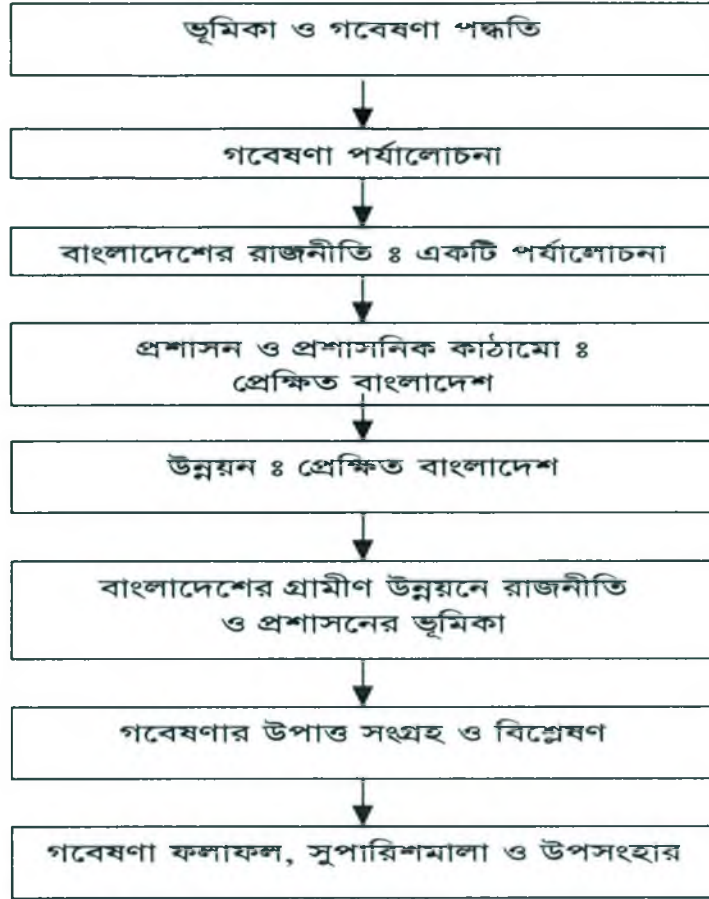 ভূমিকা ও গবেষণা পদ্ধতি
গবেষণা পর্যালোচনা
বাংলাদেশের রাজনীতি ঃ একটি পর্যালোচনা
প্রশাসন ও প্রশাসনিক কাঠামো ঃ
প্রেক্ষিত বাংলাদেশ
উন্নয়ন ঃ প্রেক্ষিত বাংলাদেশ
বাংলাদেশের গ্রামীণ উন্নয়নে রাজনীতি
ও প্রশাসনের ভূমিকা
গবেষণার উপাত্ত সংগ্রহ ও বিশ্লেষণ
গবেষণা ফলাফল, সুপারিশমালা ও উপসংহার